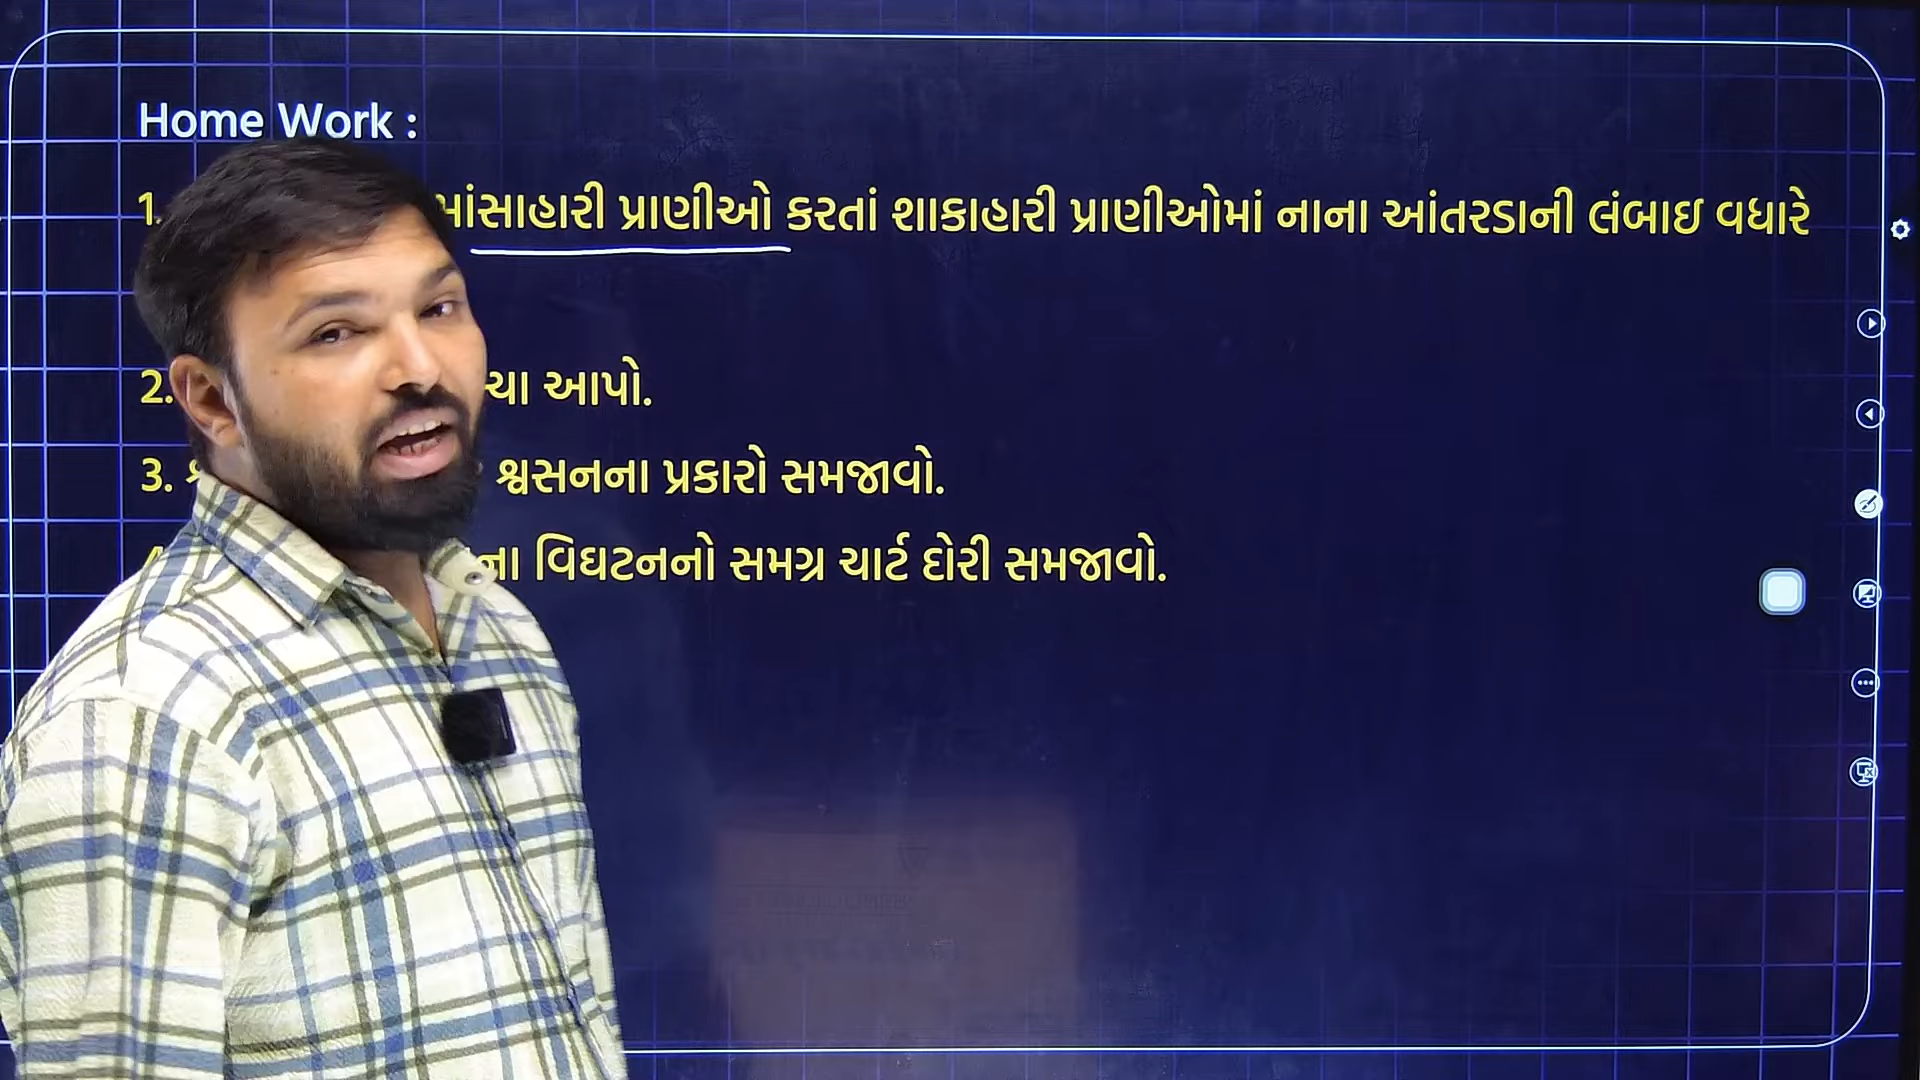 Home Work :
1. માંસાહારી પ્રાણીઓ કરતાં શાકાહારી પ્રાણીઓમાં નાના આંતરડાની લંબાઇ વધારે
2. આપો.
3. શ્વસનના પ્રકારો સમજાવો.
વિઘટનનો સમગ્ર ચાર્ટ દોરી સમજાવો.